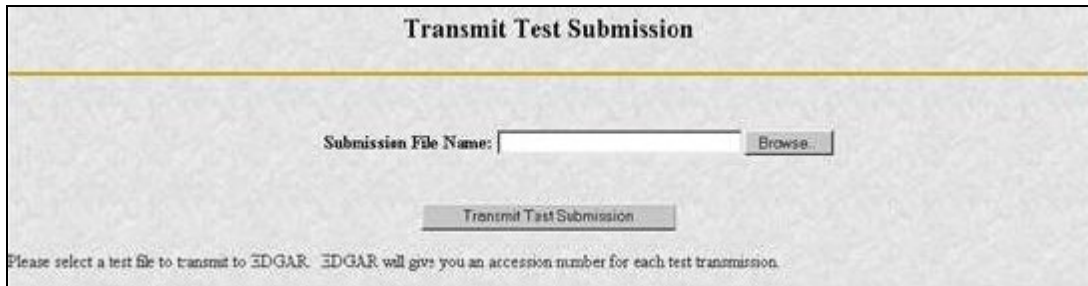 Transmit Test Submission
Submission File Name: Browse...
Transmit Test Submission
Please select a test file to transmit to EDGAR. EDGAR will give you an accession number for each test transmission.